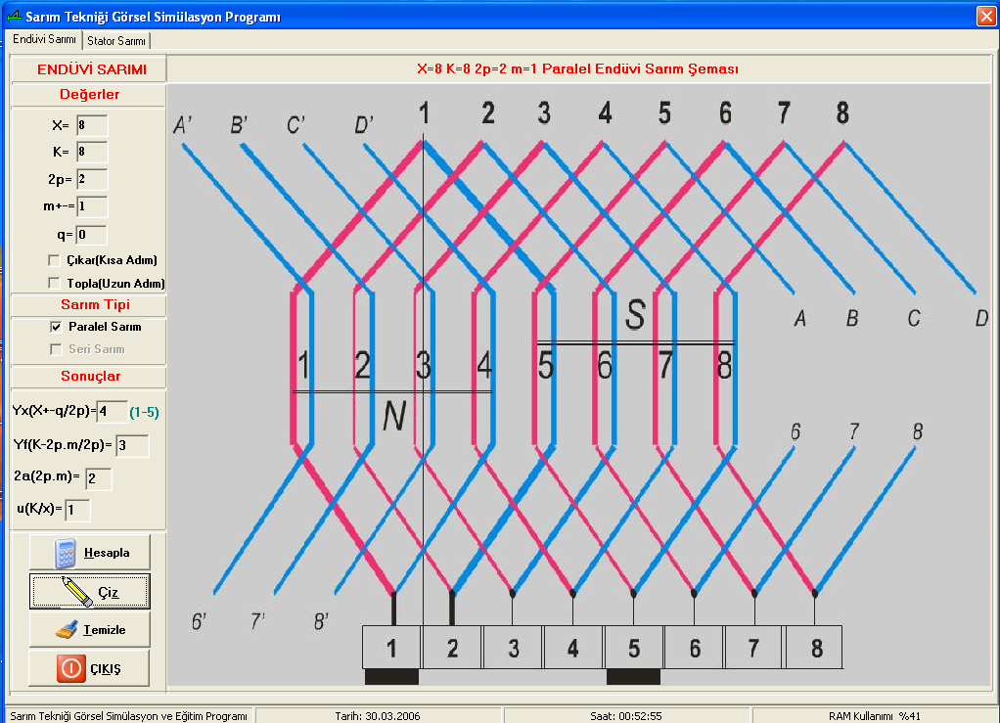 Sarım Tekniği Görsel Simülasyon Programı
Endüvi Sarımı Stator Sarımı
ENDÜVİ SARIMI
Değerler
X= 8
K= 8
2p= 2
m+-= 1
q= 0
Çıkar(Kısa Adım)
Topla(Uzun Adım)
Sarım Tipi
Paralel Sarım
Seri Sarım
Sonuçlar
Yx(X+-q/2p)= 4 (1-5)
Yf(K-2p.m/2p)= 3
2a(2p.m)= 2
u(K/x)= 1
Hesapla
Çiz
Temizle
ÇIKIŞ
X=8 K=8 2p=2 m=1 Paralel Endüvi Sarım Şeması
1 2 3 4 5 6 7 8
A' B' C' D'
A B C D
S
1 2 3 4 5 6 7 8
N
6 7 8
6' 7' 8'
1 2 3 4 5 6 7 8
Sarım Tekniği Görsel Simülasyon ve Eğitim Programı Tarih: 30.03.2006 Saat: 00:52:55 RAM Kullanımı %41